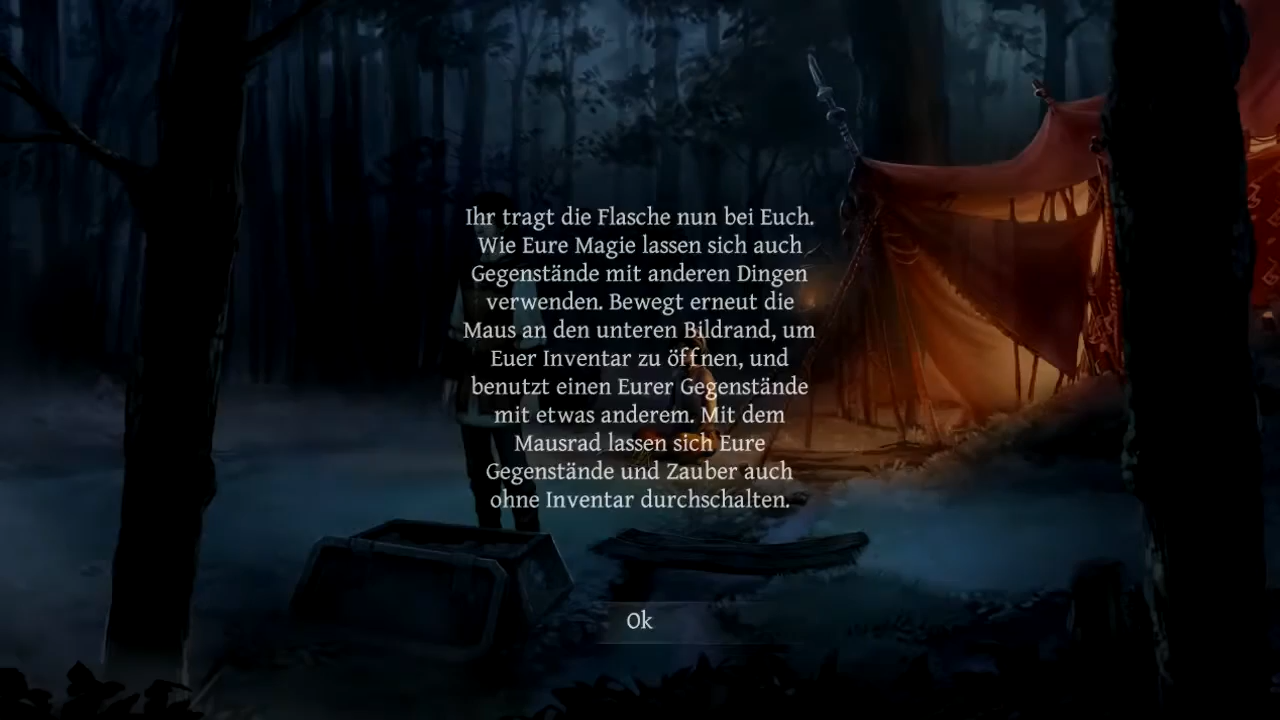 Ihr tragt die Flasche nun bei Euch.
Wie Eure Magie lassen sich auch
Gegenstände mit anderen Dingen
verwenden. Bewegt erneut die
Maus an den unteren Bildrand, um
Euer Inventar zu öffnen, und
benutzt einen Eurer Gegenstände
mit etwas anderem. Mit dem
Mausrad lassen sich Eure
Gegenstände und Zauber auch
ohne Inventar durchschalten.
Ok